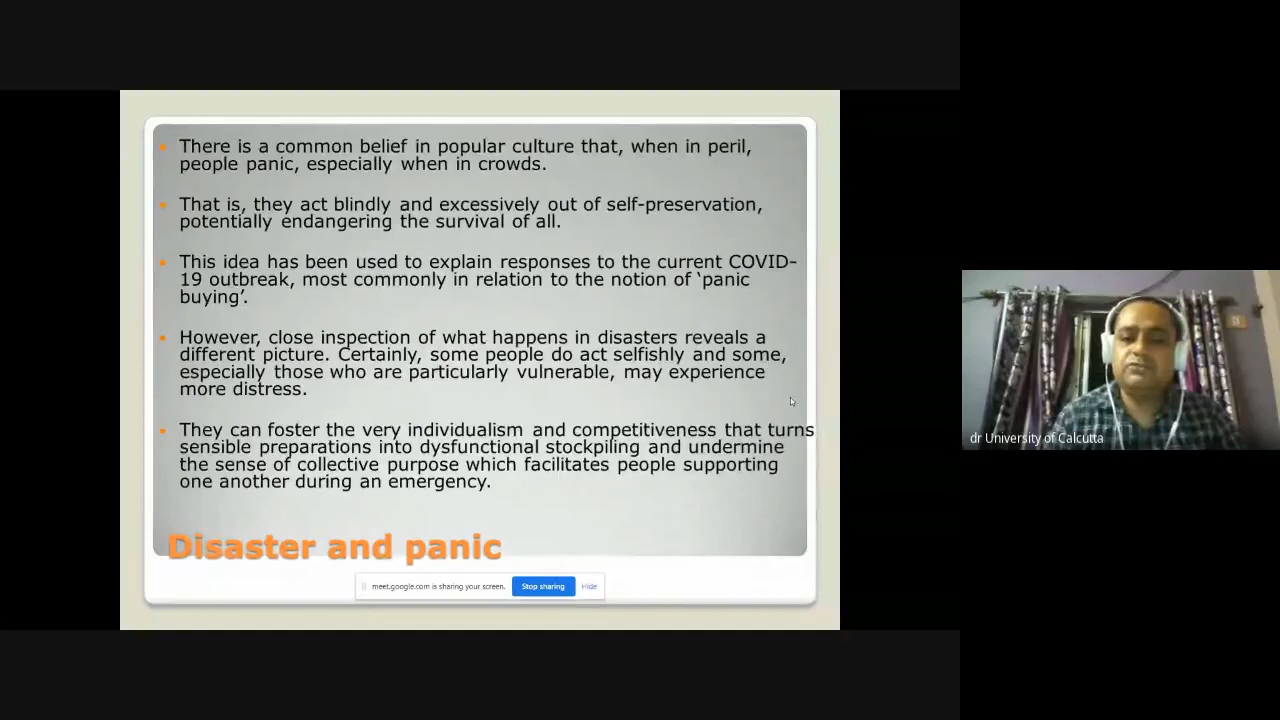 There is a common belief in popular culture that, when in peril,
people panic, especially when in crowds.
That is, they act blindly and excessively out of self-preservation,
potentially endangering the survival of all.
This idea has been used to explain responses to the current COVID-
19 outbreak, most commonly in relation to the notion of ‘panic
buying’.
However, close inspection of what happens in disasters reveals a
different picture. Certainly, some people do act selfishly and some,
especially those who are particularly vulnerable, may experience
more distress.
They can foster the very individualism and competitiveness that turns
sensible preparations into dysfunctional stockpiling and undermine
the sense of collective purpose which facilitates people supporting
one another during an emergency.
Disaster and panic
meet.google.com is sharing your screen. Stop sharing Hide
dr University of Calcutta